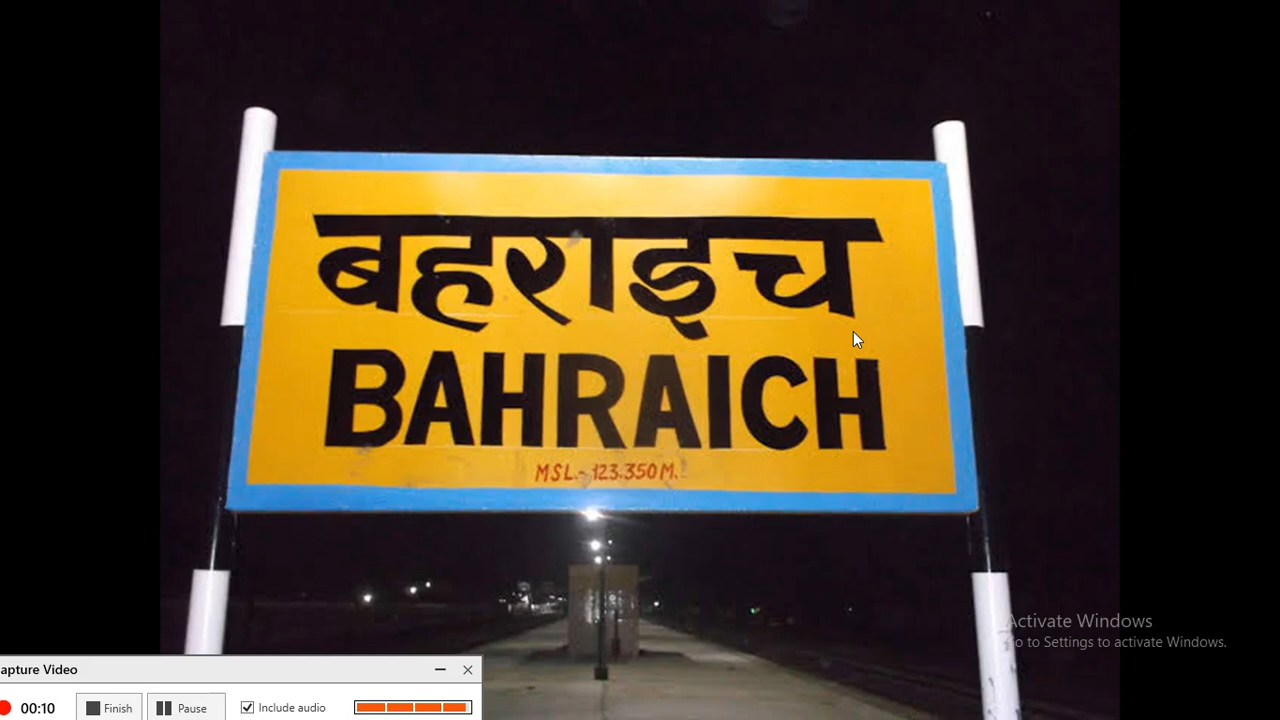 बहराइच
BAHRAICH
MSL.- 123.350M.
Activate Windows
Go to Settings to activate Windows.
apture Video
00:10
Finish
Pause
Include audio